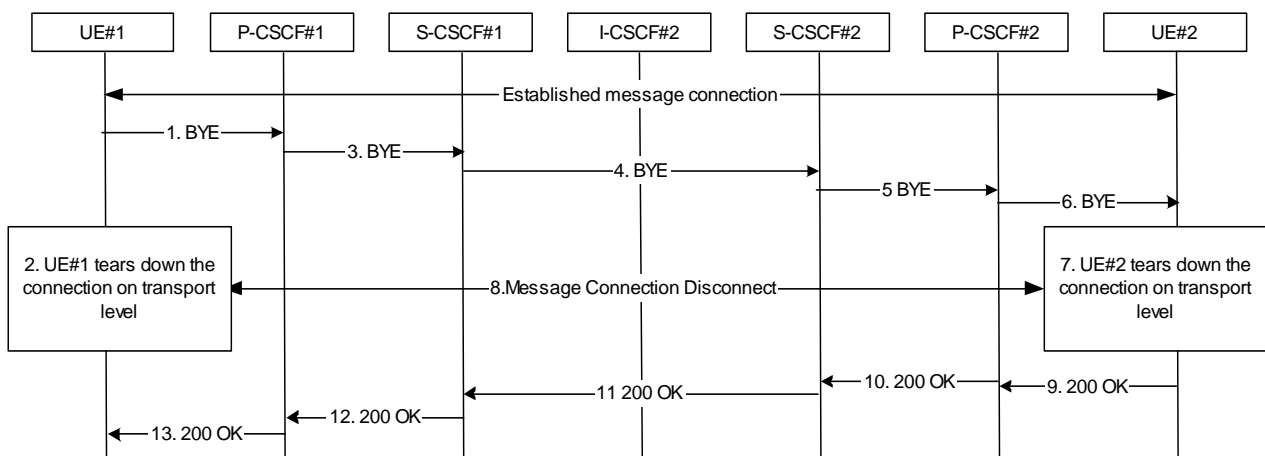 UE#1
P-CSCF#1
S-CSCF#1
I-CSCF#2
S-CSCF#2
P-CSCF#2
UE#2
Established message connection
1. BYE
3. BYE
4. BYE
5 BYE
6. BYE
2. UE#1 tears down the
connection on transport
level
8.Message Connection Disconnect
7. UE#2 tears down the
connection on transport
level
9. 200 OK
10. 200 OK
11 200 OK
12. 200 OK
13. 200 OK